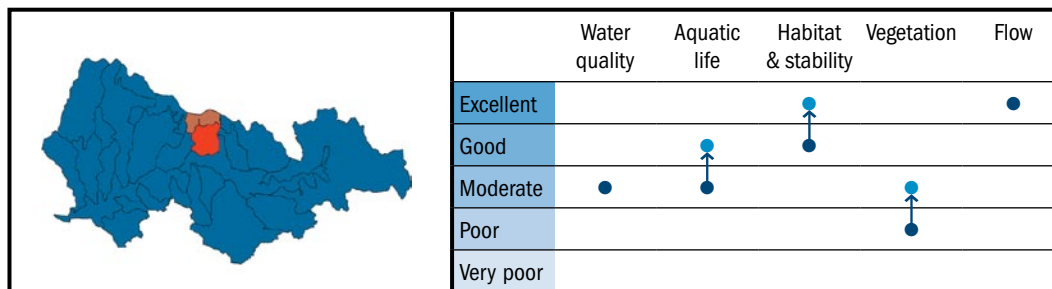 Water quality
Aquatic life
Habitat & stability
Vegetation
Flow
Excellent
Good
Moderate
Poor
Very poor